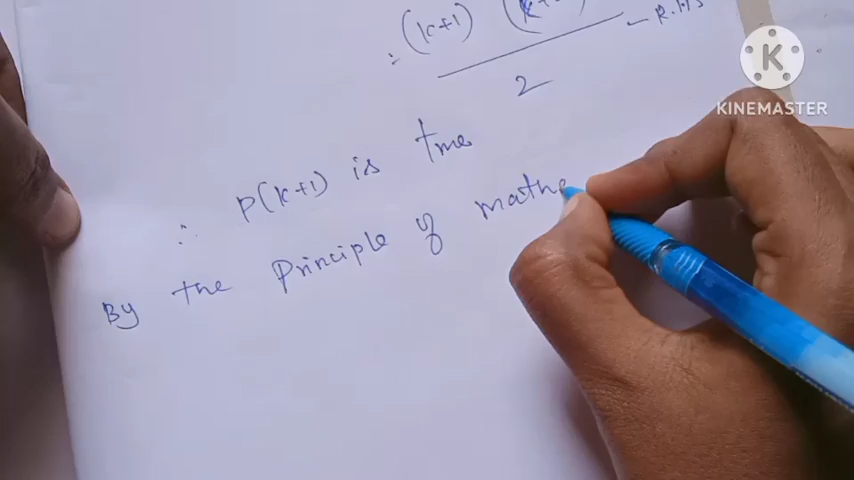 = (k+1) (k+
2
← R.H.S
∴ P(k+1) is true
By the Principle of mathe
K
KINEMASTER